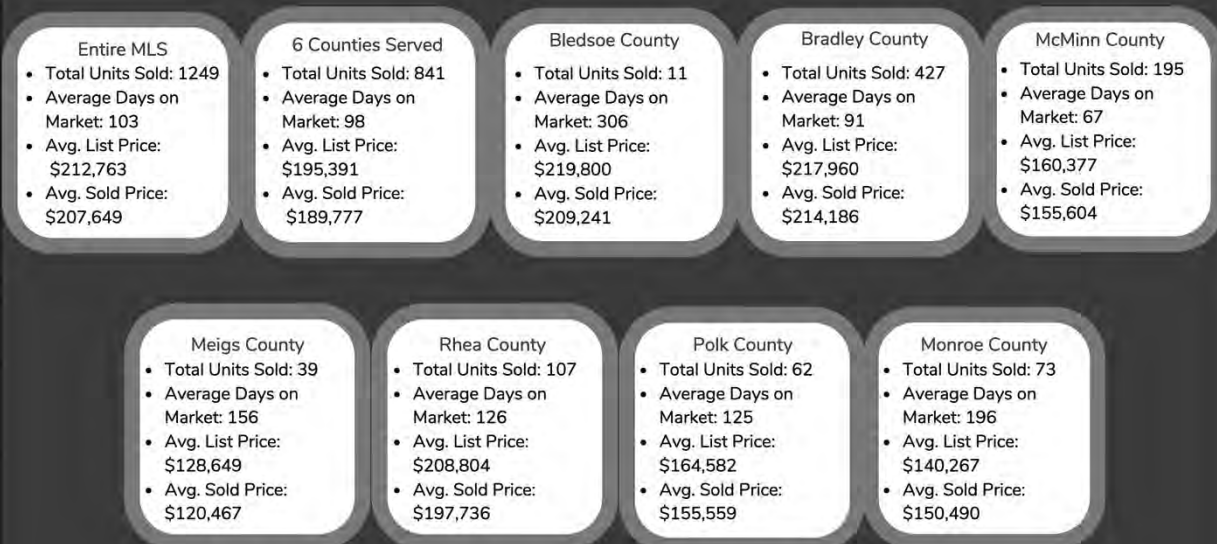 Entire MLS
• Total Units Sold: 1249
• Average Days on
Market: 103
• Avg. List Price:
$212,763
• Avg. Sold Price:
$207,649
6 Counties Served
• Total Units Sold: 841
• Average Days on
Market: 98
• Avg. List Price:
$195,391
• Avg. Sold Price:
$189,777
Bledsoe County
• Total Units Sold: 11
• Average Days on
Market: 306
• Avg. List Price:
$219,800
• Avg. Sold Price:
$209,241
Bradley County
• Total Units Sold: 427
• Average Days on
Market: 91
• Avg. List Price:
$217,960
• Avg. Sold Price:
$214,186
McMinn County
• Total Units Sold: 195
• Average Days on
Market: 67
• Avg. List Price:
$160,377
• Avg. Sold Price:
$155,604
Meigs County
• Total Units Sold: 39
• Average Days on
Market: 156
• Avg. List Price:
$128,649
• Avg. Sold Price:
$120,467
Rhea County
• Total Units Sold: 107
• Average Days on
Market: 126
• Avg. List Price:
$208,804
• Avg. Sold Price:
$197,736
Polk County
• Total Units Sold: 62
• Average Days on
Market: 125
• Avg. List Price:
$164,582
• Avg. Sold Price:
$155,559
Monroe County
• Total Units Sold: 73
• Average Days on
Market: 196
• Avg. List Price:
$140,267
• Avg. Sold Price:
$150,490